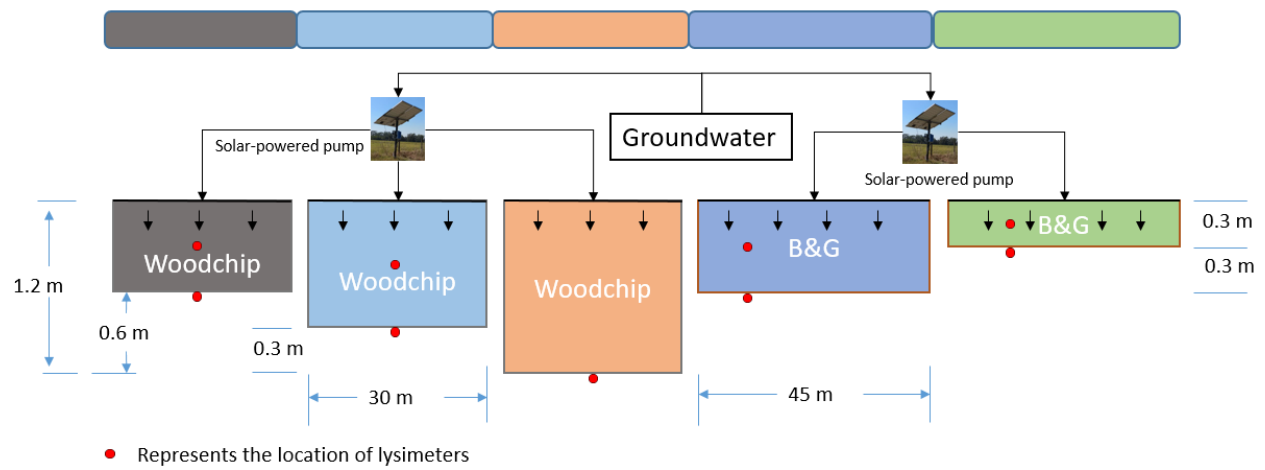 Groundwater
Solar-powered pump
Solar-powered pump
Woodchip
Woodchip
Woodchip
B&G
B&G
1.2 m
0.6 m
0.3 m
0.3 m
0.3 m
30 m
45 m
Represents the location of lysimeters